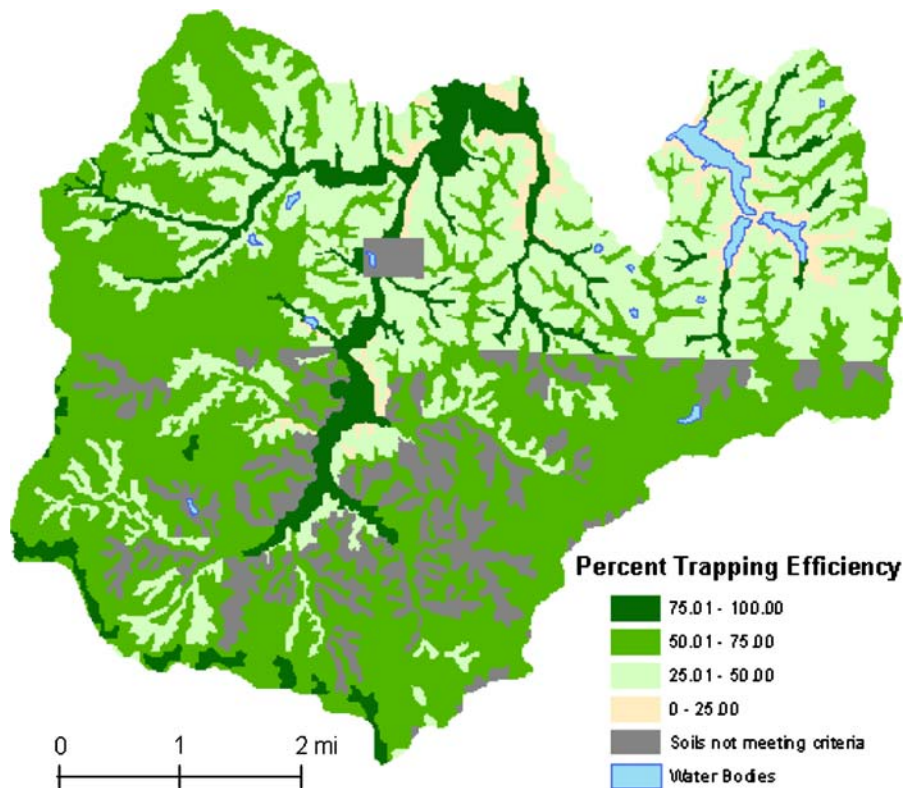 Percent Trapping Efficiency
75.01 - 100.00
50.01 - 75.00
25.01 - 50.00
0 - 25.00
Soils not meeting criteria
Water Bodies
0 1 2 mi